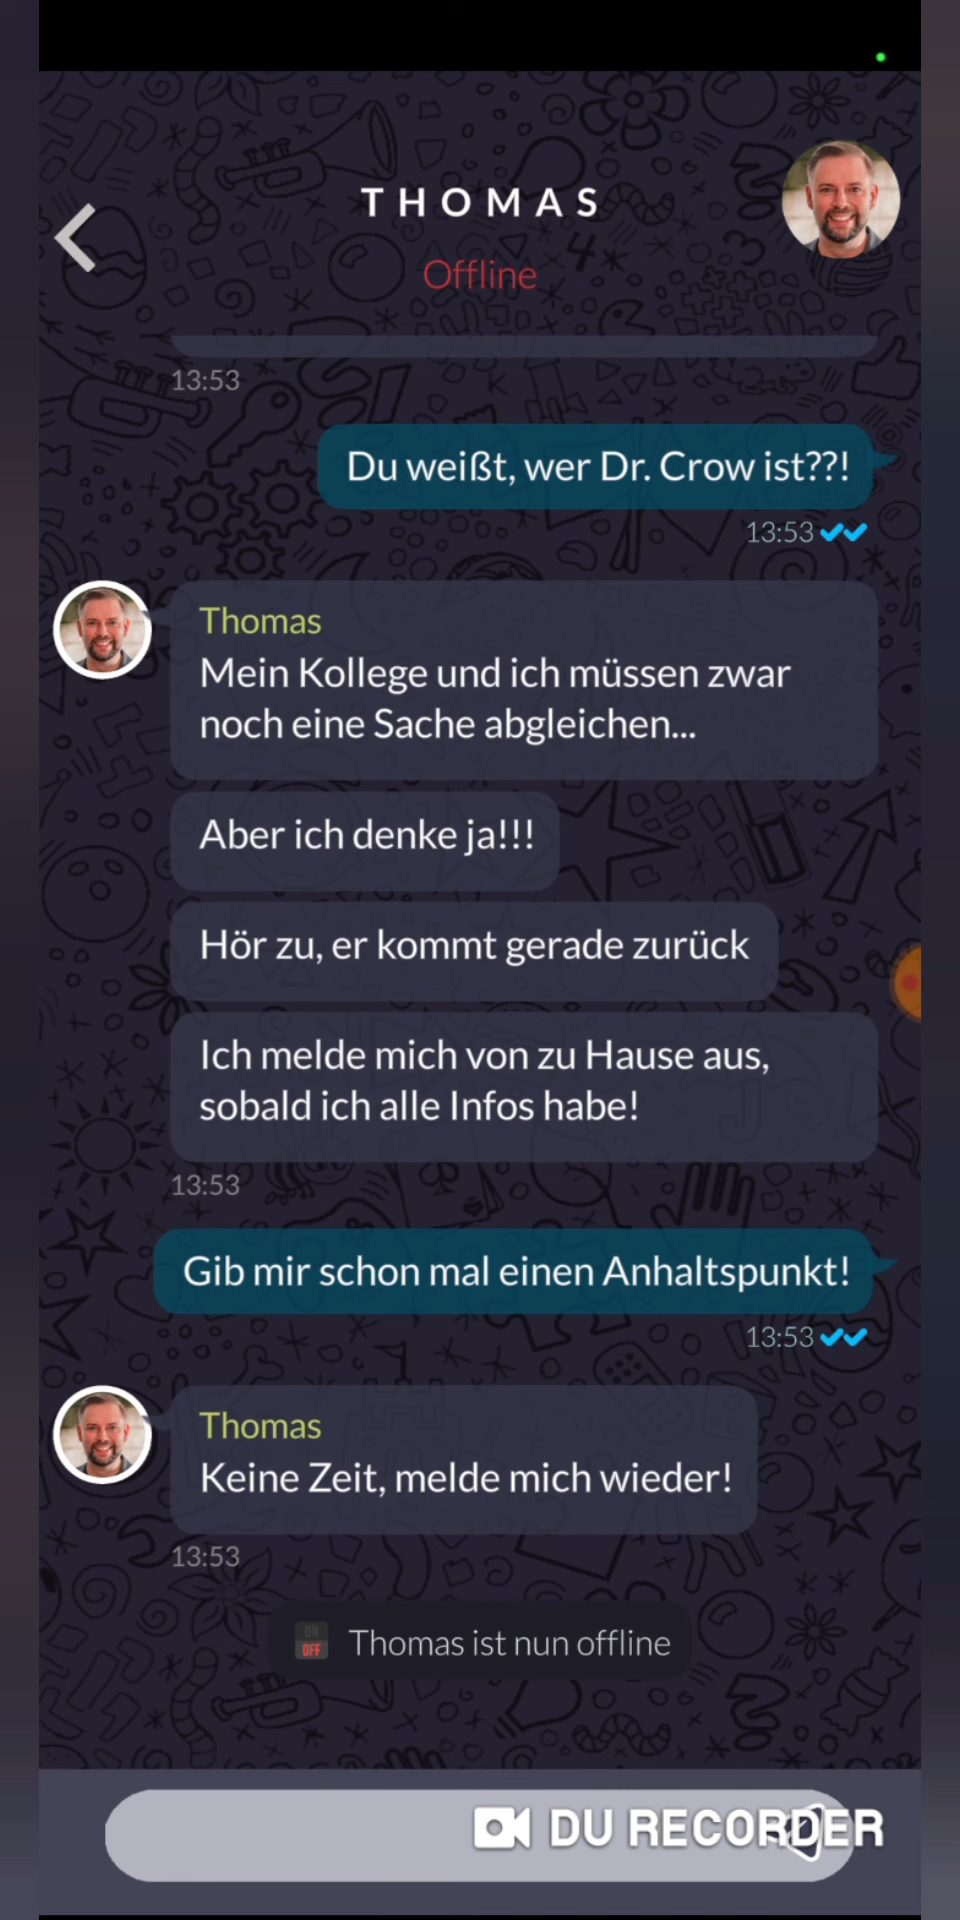 THOMAS
Offline
13:53
Du weißt, wer Dr. Crow ist??!
13:53
Thomas
Mein Kollege und ich müssen zwar
noch eine Sache abgleichen...
Aber ich denke ja!!!
Hör zu, er kommt gerade zurück
Ich melde mich von zu Hause aus,
sobald ich alle Infos habe!
13:53
Gib mir schon mal einen Anhaltspunkt!
13:53
Thomas
Keine Zeit, melde mich wieder!
13:53
ON
OFF
Thomas ist nun offline
DU RECORDER